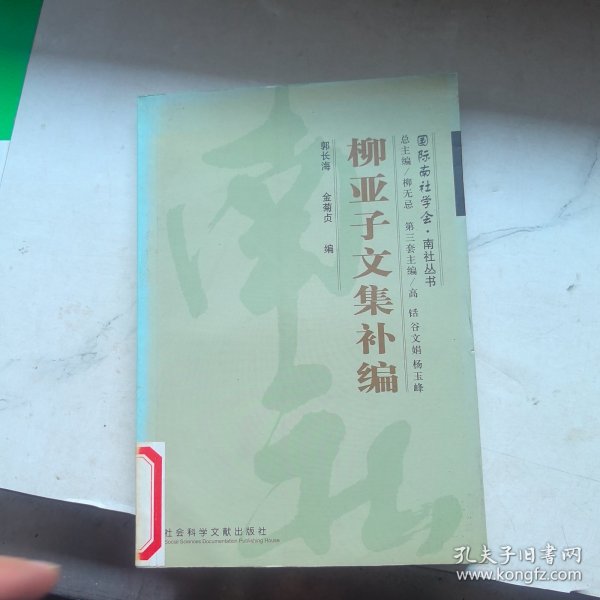 国际南社学会·南社丛书
总主编/柳无忌 第三套主编/高铦 谷文娟 杨玉峰
柳亚子文集补编
郭长海 金菊贞 编
南社
社会科学文献出版社
Social Sciences Documentation Publishing House
孔夫子旧书网
www.kongfz.com